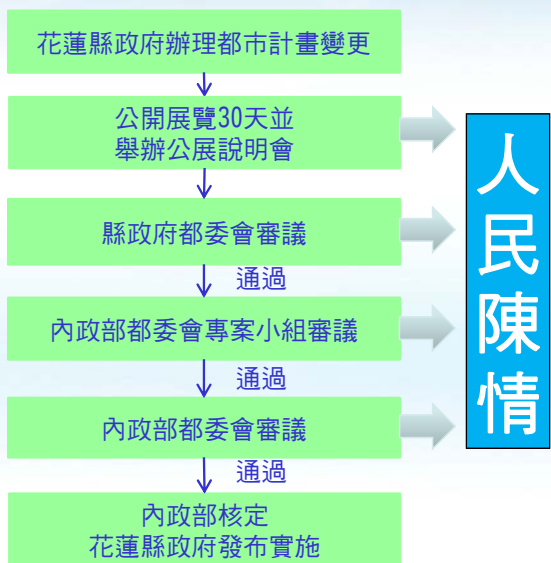 花蓮縣政府辦理都市計畫變更
公開展覽30天並
舉辦公展說明會
縣政府都委會審議
通過
內政部都委會專案小組審議
通過
內政部都委會審議
通過
內政部核定
花蓮縣政府發布實施
人民陳情